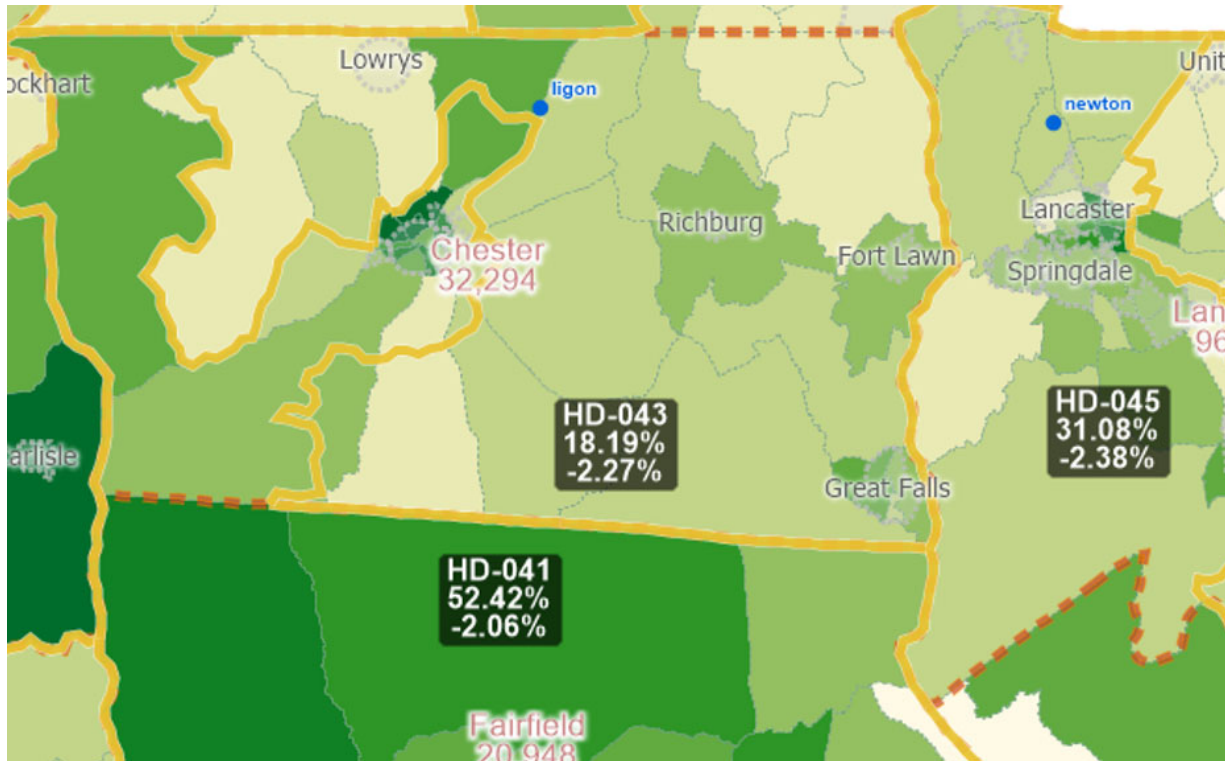 Lowrys
ockhart
ligon
Unit
newton
Richburg
Lancaster
Chester
32,294
Fort Lawn
Springdale
Lan
96
HD-043
18.19%
-2.27%
HD-045
31.08%
-2.38%
arlisle
Great Falls
HD-041
52.42%
-2.06%
Fairfield
20,948